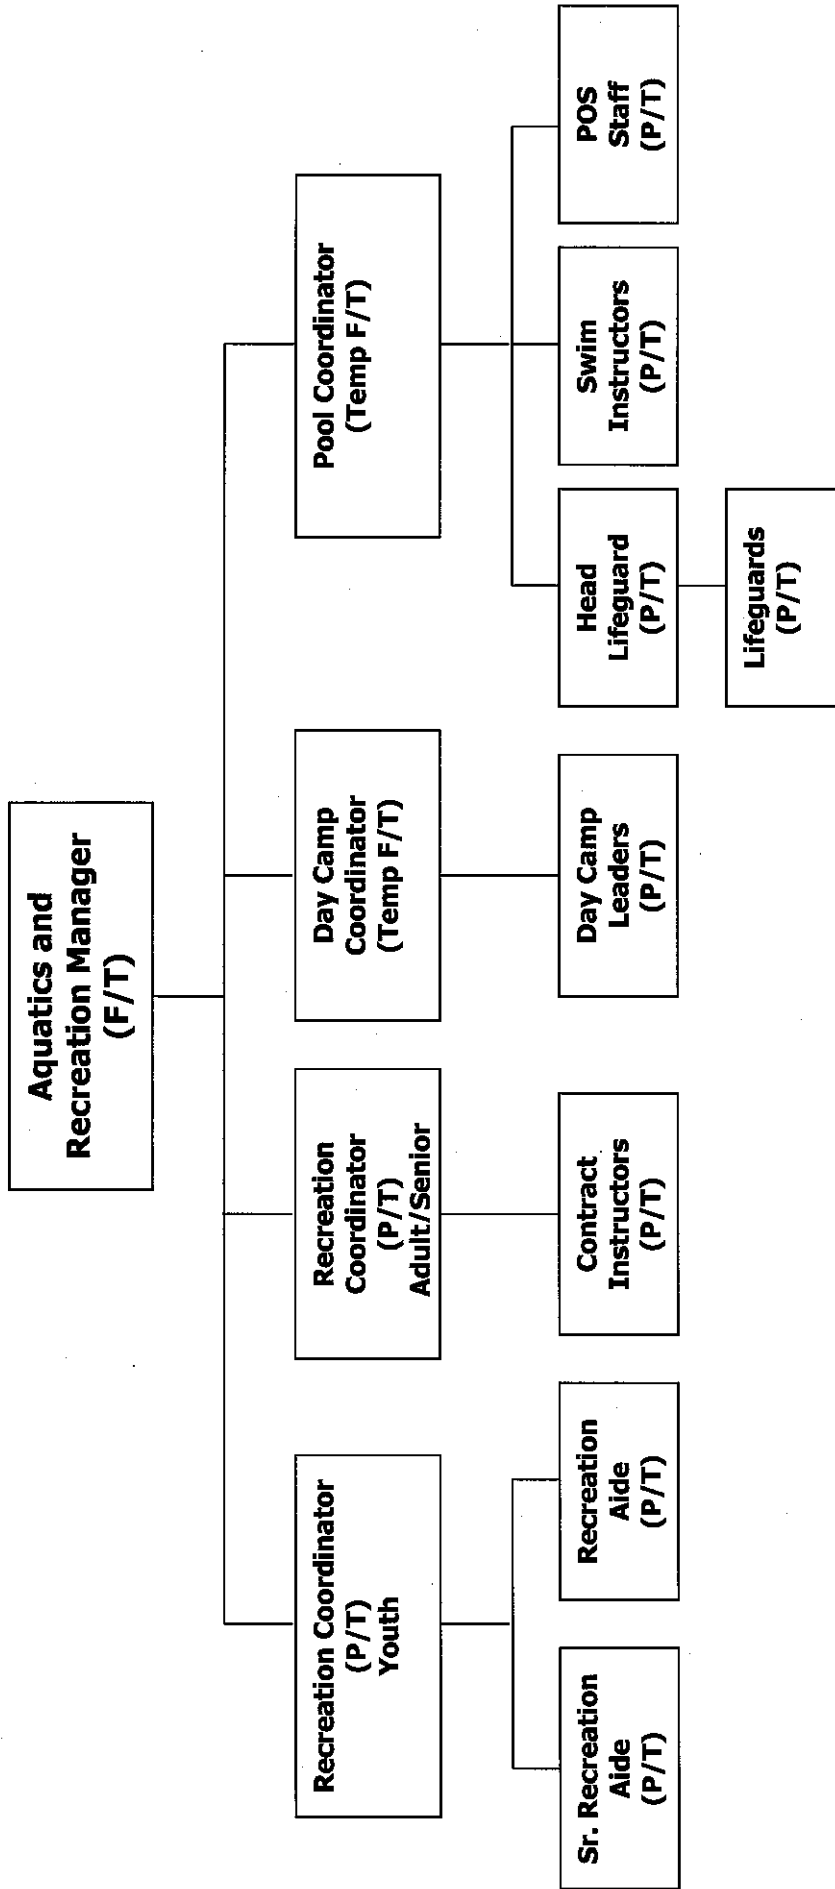 Aquatics and
Recreation Manager
(F/T)
Recreation Coordinator
(P/T)
Youth
Recreation
Coordinator
(P/T)
Adult/Senior
Day Camp
Coordinator
(Temp F/T)
Pool Coordinator
(Temp F/T)
Sr. Recreation
Aide
(P/T)
Recreation
Aide
(P/T)
Contract
Instructors
(P/T)
Day Camp
Leaders
(P/T)
Head
Lifeguard
(P/T)
Swim
Instructors
(P/T)
POS
Staff
(P/T)
Lifeguards
(P/T)